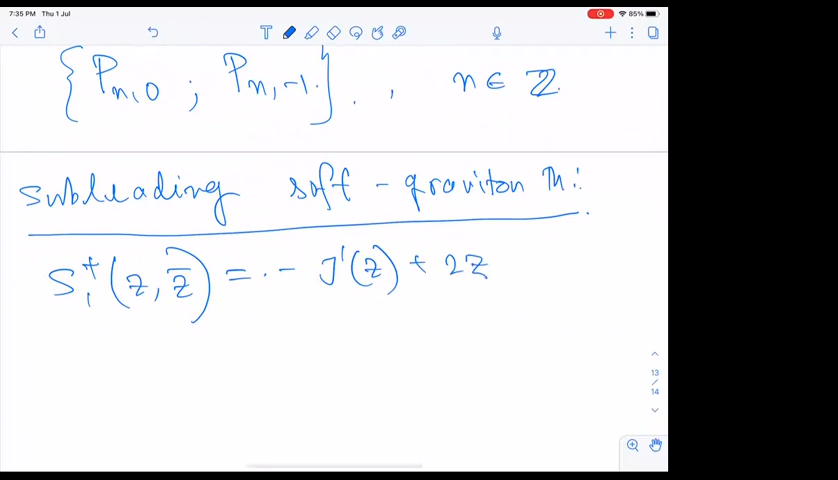 7:35 PM Thu 1 Jul 85%
{ P_{n,0} ; P_{n,-1} } , n ∈ ℤ
subleading soft-graviton Th:
S_1^+ (z, z̄) = - J^1(z) + 2z
13
/
14